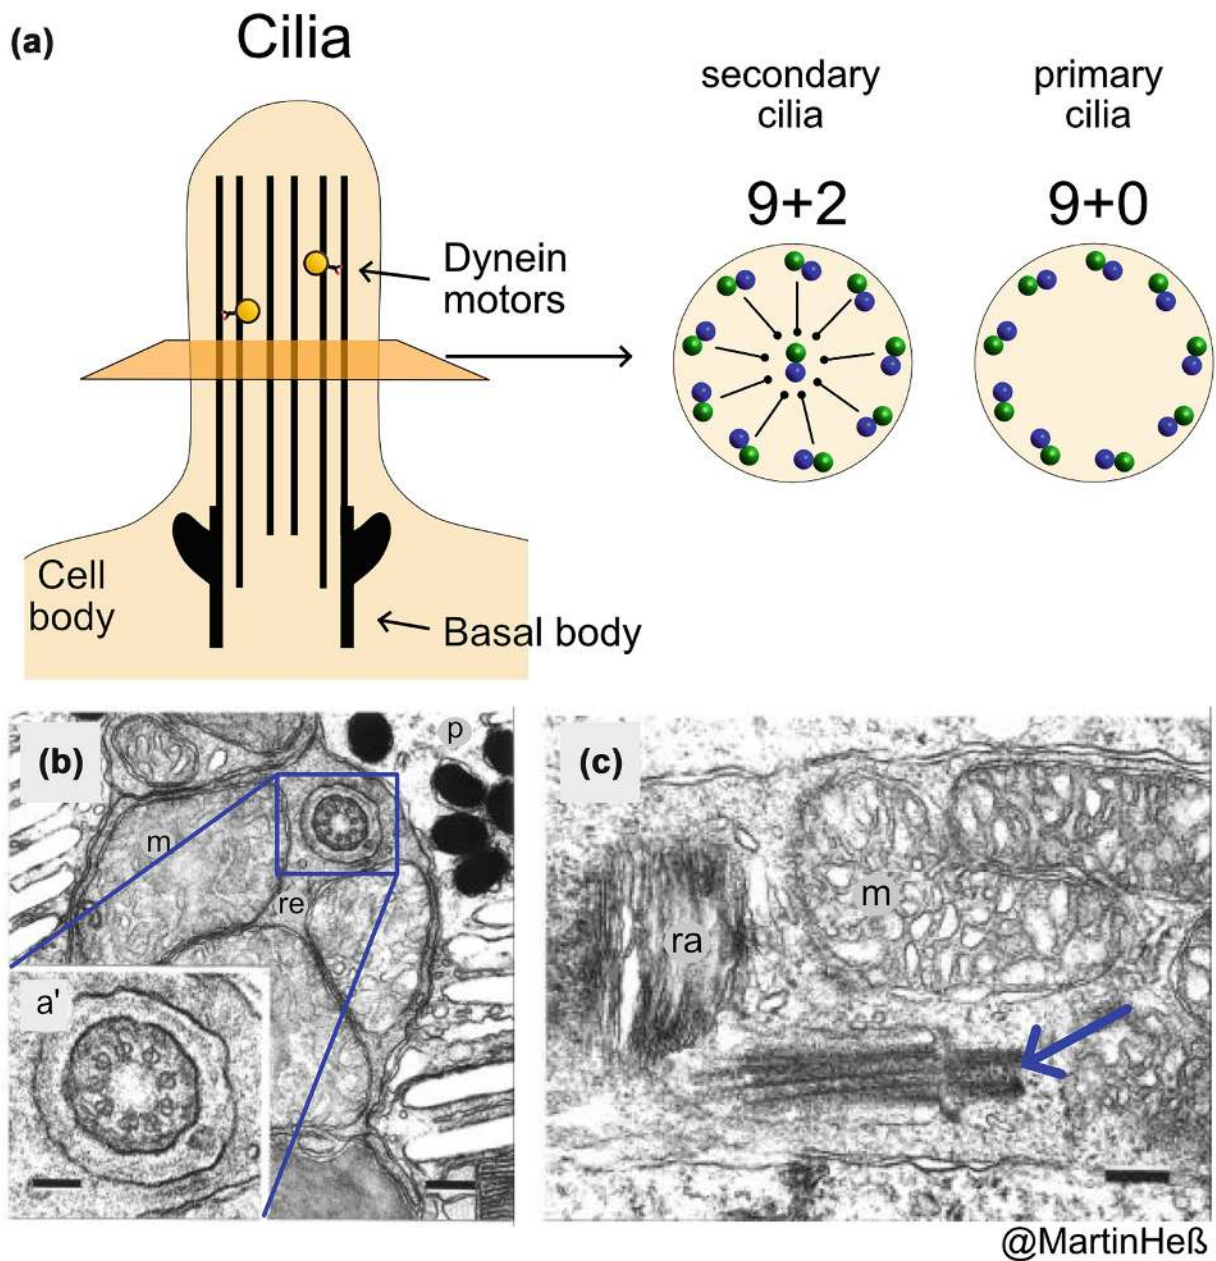 (a)
Cilia
secondary
cilia
primary
cilia
9+2
9+0
Dynein
motors
Cell
body
Basal body
(b)
p
m
re
a'
(c)
m
ra
@MartinHeß